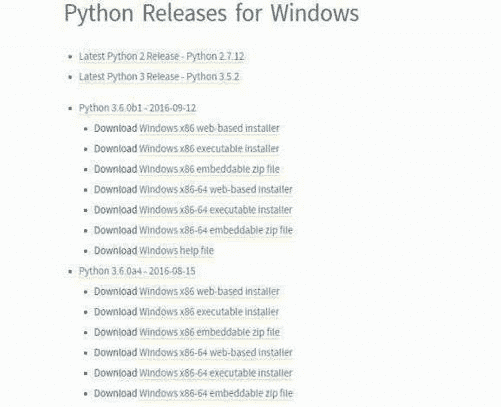 Python Releases for Windows
Latest Python 2 Release - Python 2.7.12
Latest Python 3 Release - Python 3.5.2
Python 3.6.0b1 - 2016-09-12
Download Windows x86 web-based installer
Download Windows x86 executable installer
Download Windows x86 embeddable zip file
Download Windows x86-64 web-based installer
Download Windows x86-64 executable installer
Download Windows x86-64 embeddable zip file
Download Windows help file
Python 3.6.0a4 - 2016-08-15
Download Windows x86 web-based installer
Download Windows x86 executable installer
Download Windows x86 embeddable zip file
Download Windows x86-64 web-based installer
Download Windows x86-64 executable installer
Download Windows x86-64 embeddable zip file